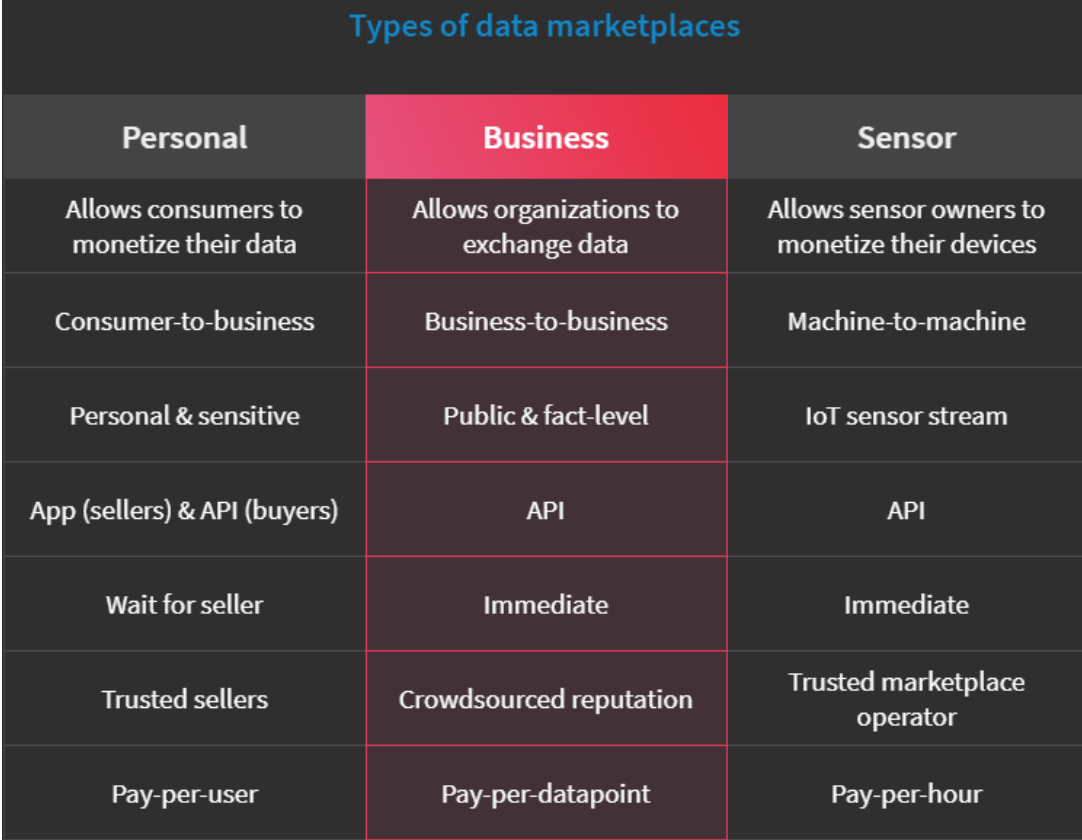 Types of data marketplaces
Personal Business Sensor
Allows consumers to Allows organizations to Allows sensor owners to
monetize their data exchange data monetize their devices
Consumer-to-business Business-to-business Machine-to-machine
Personal & sensitive Public & fact-level IoT sensor stream
App (sellers) & API (buyers) API API
Wait for seller Immediate Immediate
Trusted sellers Crowdsourced reputation Trusted marketplace
operator
Pay-per-user Pay-per-datapoint Pay-per-hour